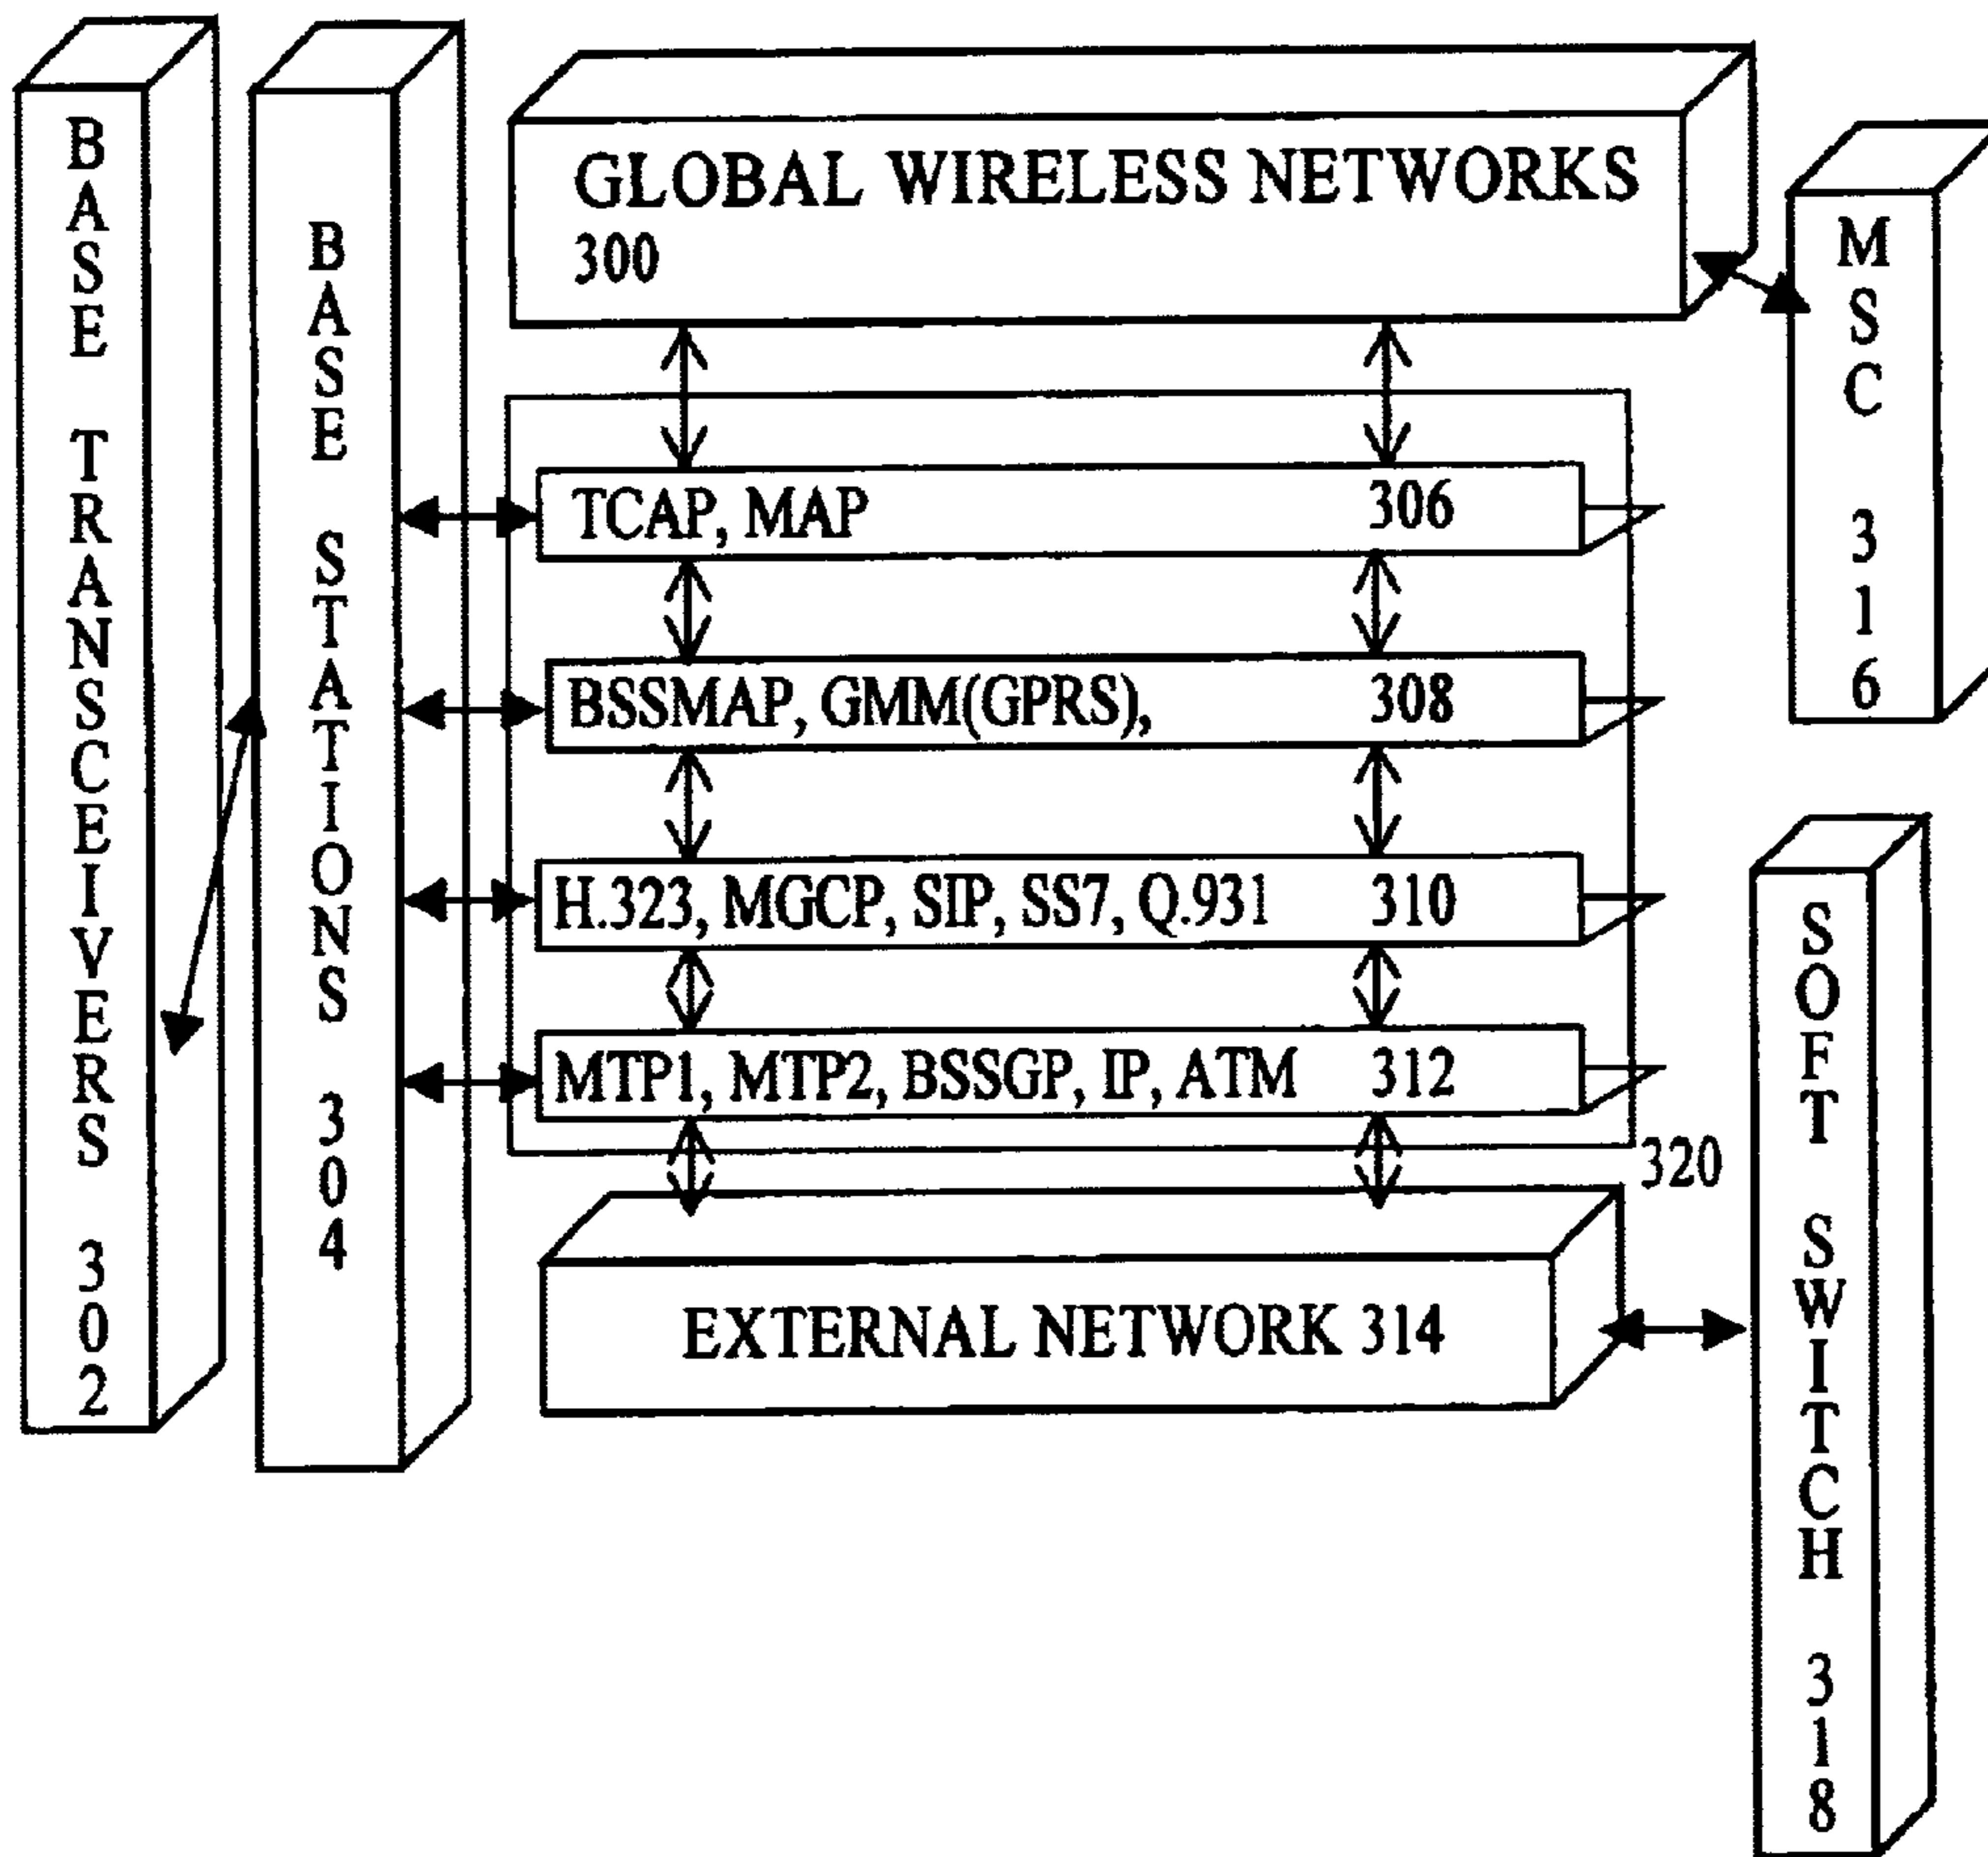 BASE TRANSCEIVERS 302
BASE STATIONS 304
GLOBAL WIRELESS NETWORKS
300
MSC 316
TCAP, MAP 306
BSSMAP, GMM(GPRS), 308
H.323, MGCP, SIP, SS7, Q.931 310
MTP1, MTP2, BSSGP, IP, ATM 312
320
EXTERNAL NETWORK 314
SOFT SWITCH 318